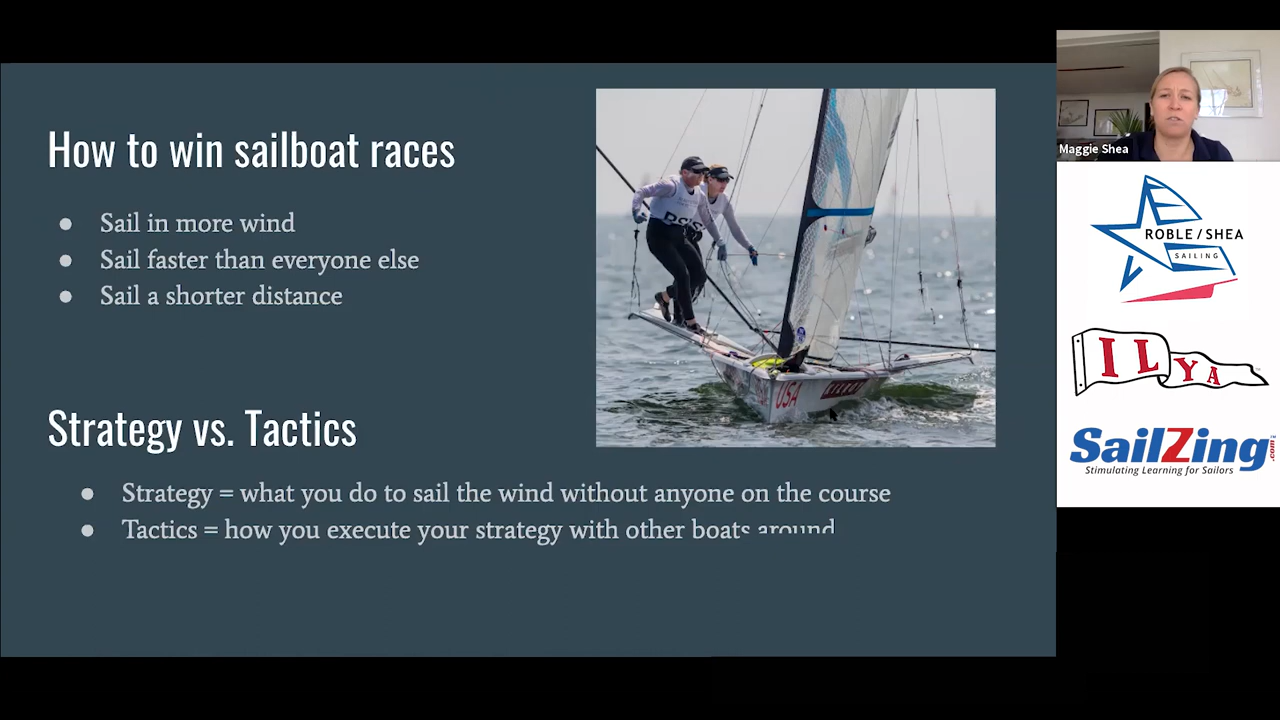 How to win sailboat races
● Sail in more wind
● Sail faster than everyone else
● Sail a shorter distance
Strategy vs. Tactics
● Strategy = what you do to sail the wind without anyone on the course
● Tactics = how you execute your strategy with other boats around
USA
Maggie Shea
ROBLE / SHEA
SAILING
ILYA
SailZing.com
Stimulating Learning for Sailors